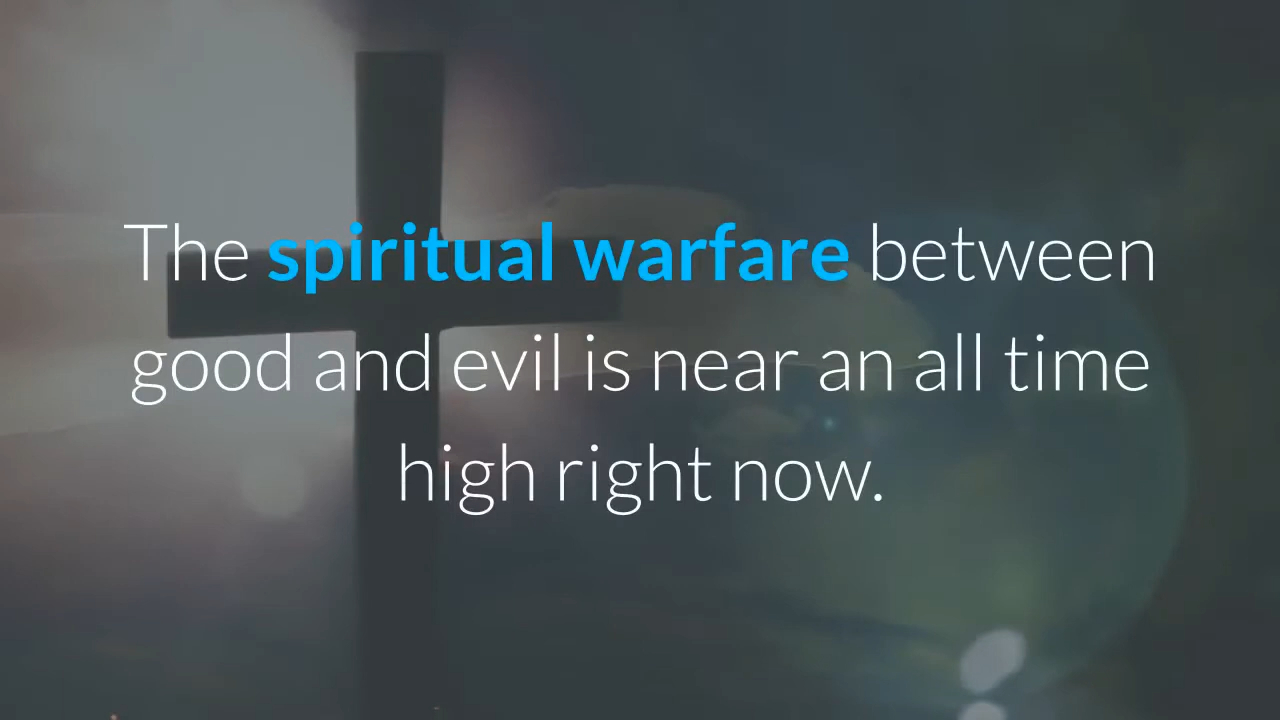 The spiritual warfare between
good and evil is near an all time
high right now.